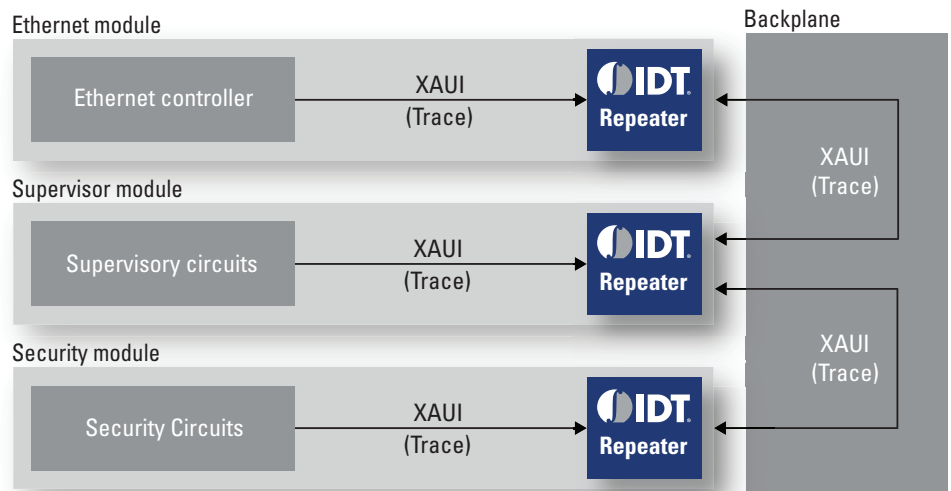 Ethernet module
Backplane
Ethernet controller
XAUI
(Trace)
IDT.
Repeater
XAUI
(Trace)
Supervisor module
Supervisory circuits
XAUI
(Trace)
IDT.
Repeater
XAUI
(Trace)
Security module
Security Circuits
XAUI
(Trace)
IDT.
Repeater